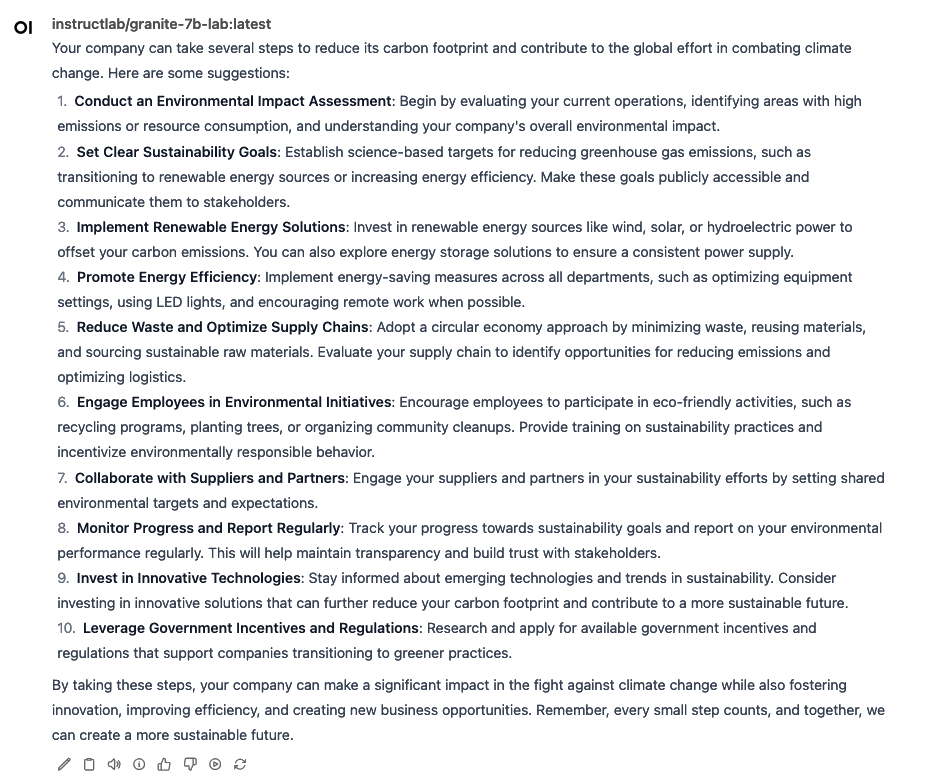 OI instructlab/granite-7b-lab:latest
Your company can take several steps to reduce its carbon footprint and contribute to the global effort in combating climate
change. Here are some suggestions:
1. Conduct an Environmental Impact Assessment: Begin by evaluating your current operations, identifying areas with high
emissions or resource consumption, and understanding your company's overall environmental impact.
2. Set Clear Sustainability Goals: Establish science-based targets for reducing greenhouse gas emissions, such as
transitioning to renewable energy sources or increasing energy efficiency. Make these goals publicly accessible and
communicate them to stakeholders.
3. Implement Renewable Energy Solutions: Invest in renewable energy sources like wind, solar, or hydroelectric power to
offset your carbon emissions. You can also explore energy storage solutions to ensure a consistent power supply.
4. Promote Energy Efficiency: Implement energy-saving measures across all departments, such as optimizing equipment
settings, using LED lights, and encouraging remote work when possible.
5. Reduce Waste and Optimize Supply Chains: Adopt a circular economy approach by minimizing waste, reusing materials,
and sourcing sustainable raw materials. Evaluate your supply chain to identify opportunities for reducing emissions and
optimizing logistics.
6. Engage Employees in Environmental Initiatives: Encourage employees to participate in eco-friendly activities, such as
recycling programs, planting trees, or organizing community cleanups. Provide training on sustainability practices and
incentivize environmentally responsible behavior.
7. Collaborate with Suppliers and Partners: Engage your suppliers and partners in your sustainability efforts by setting shared
environmental targets and expectations.
8. Monitor Progress and Report Regularly: Track your progress towards sustainability goals and report on your environmental
performance regularly. This will help maintain transparency and build trust with stakeholders.
9. Invest in Innovative Technologies: Stay informed about emerging technologies and trends in sustainability. Consider
investing in innovative solutions that can further reduce your carbon footprint and contribute to a more sustainable future.
10. Leverage Government Incentives and Regulations: Research and apply for available government incentives and
regulations that support companies transitioning to greener practices.
By taking these steps, your company can make a significant impact in the fight against climate change while also fostering
innovation, improving efficiency, and creating new business opportunities. Remember, every small step counts, and together, we
can create a more sustainable future.